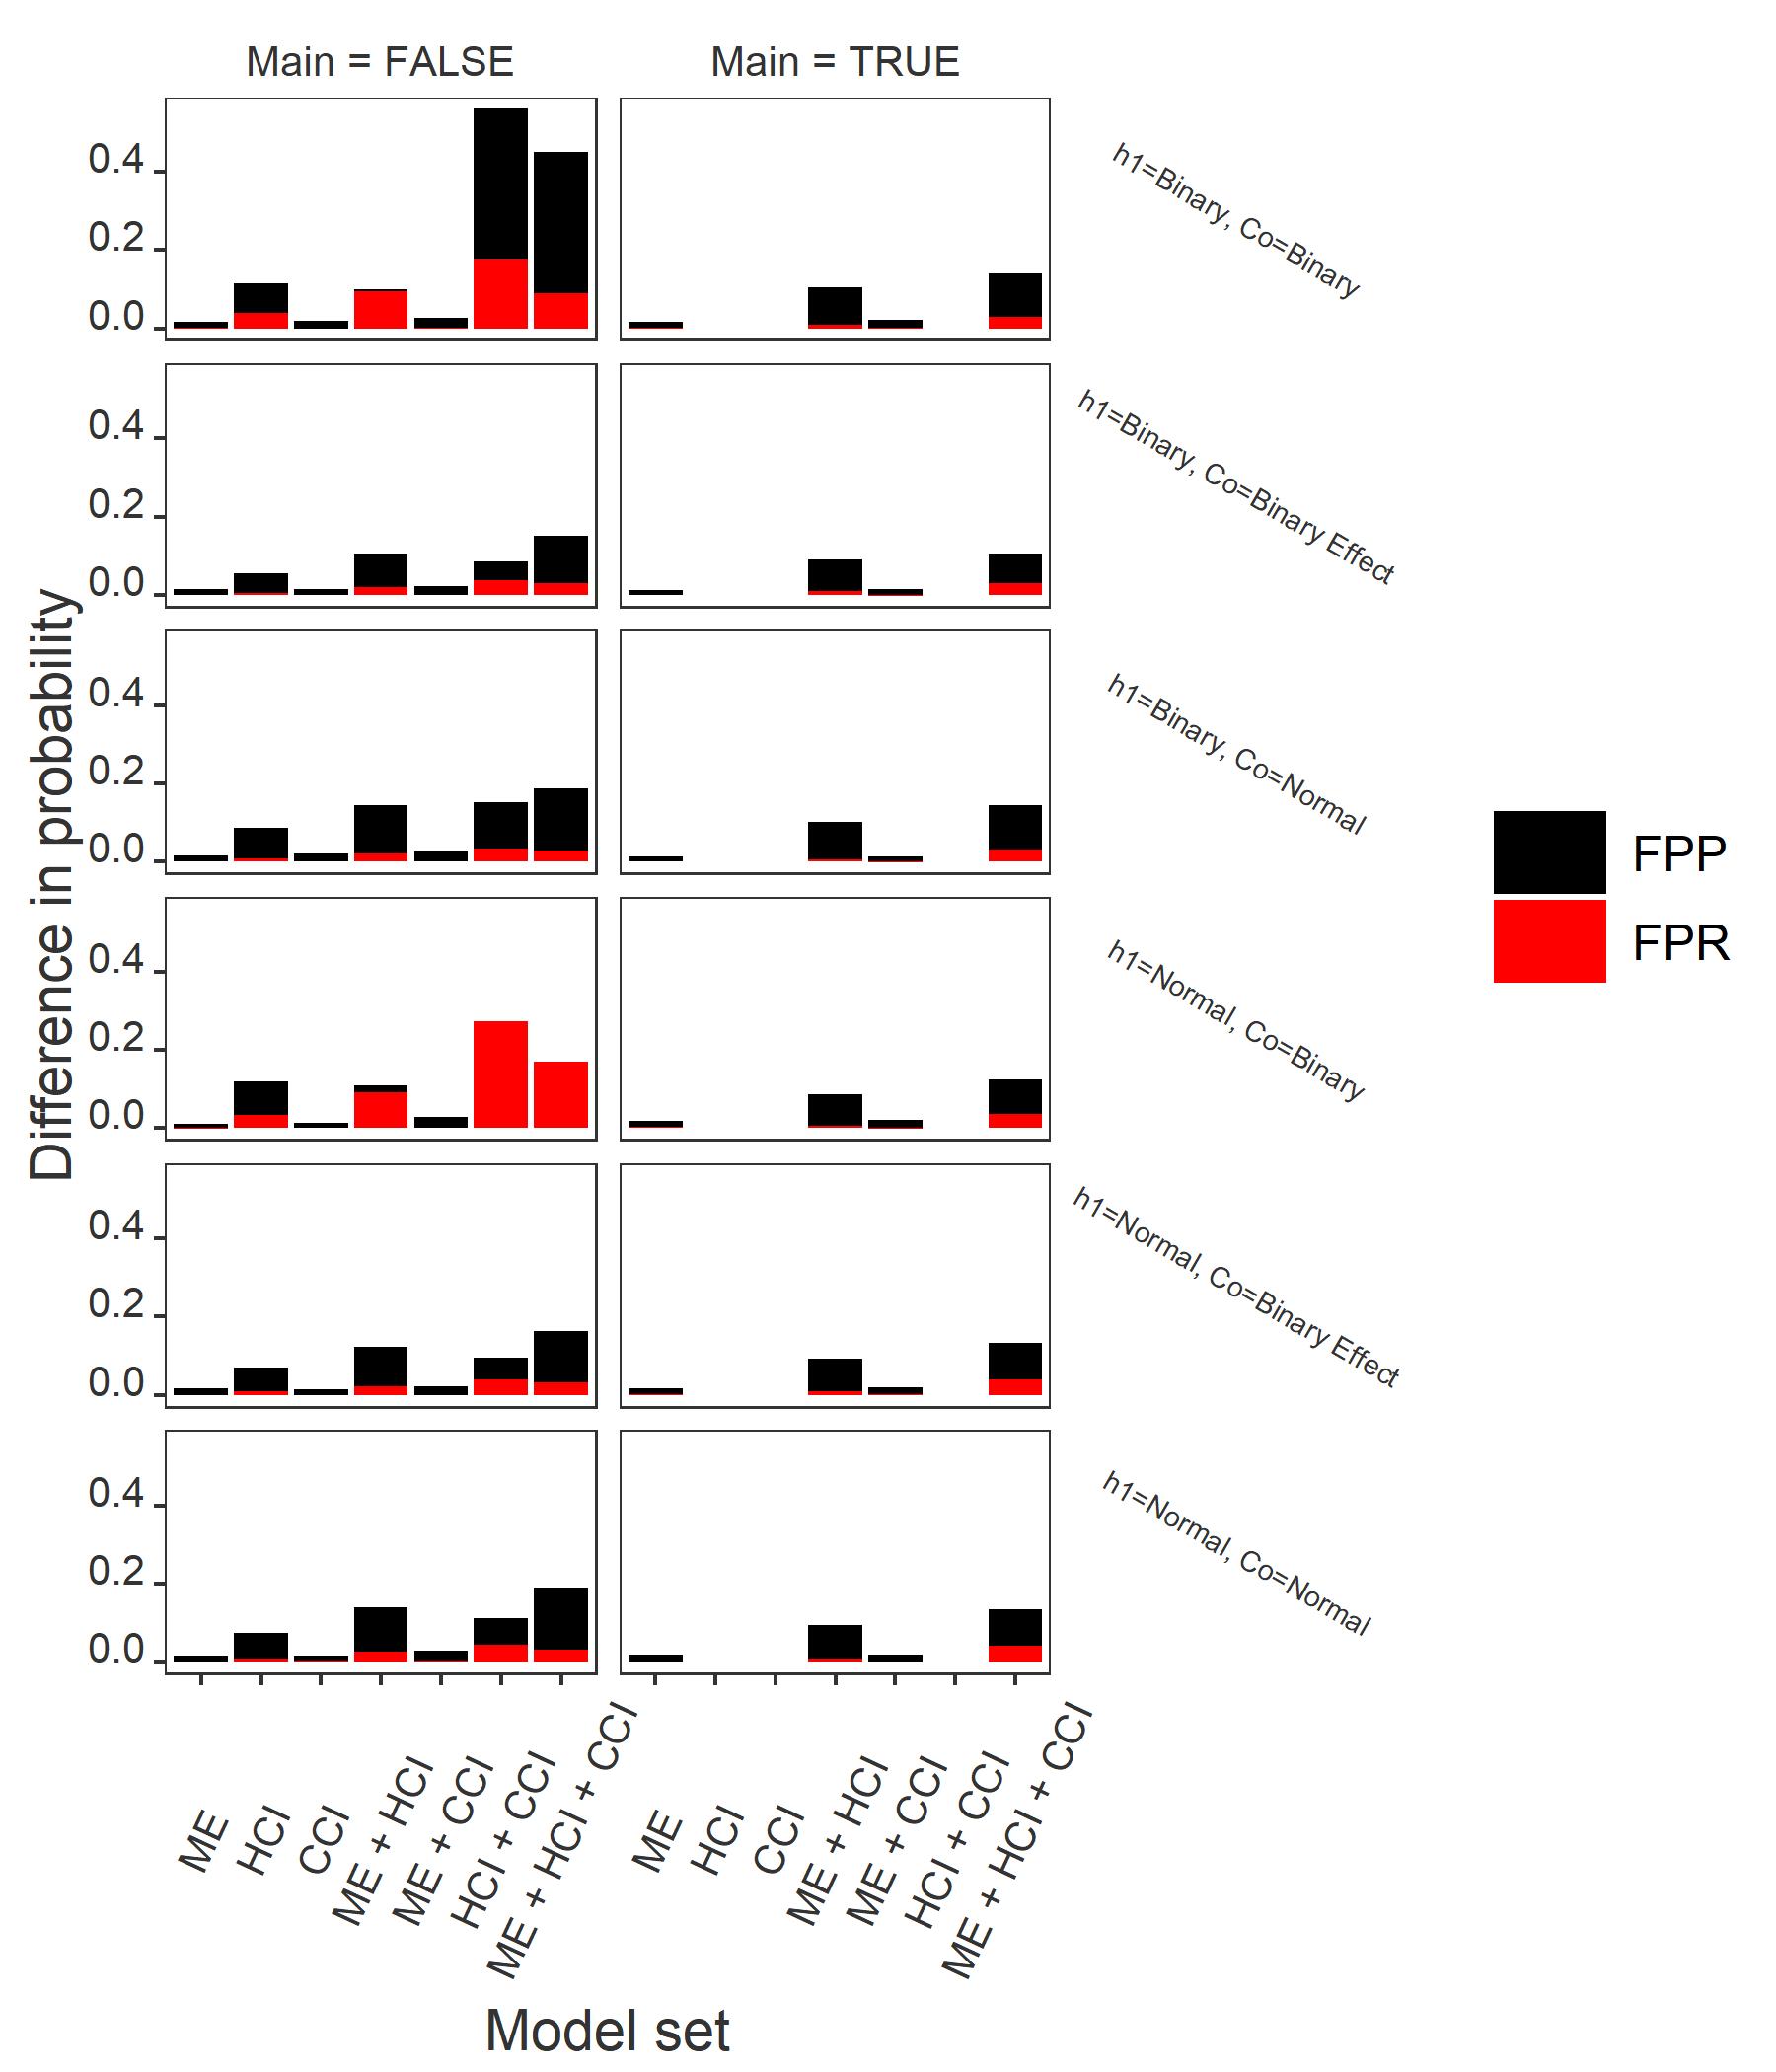 Main = FALSE
Main = TRUE
Difference in probability
0.4
0.2
0.0
h1=Binary, Co=Binary
0.4
0.2
0.0
h1=Binary, Co=Binary Effect
0.4
0.2
0.0
h1=Binary, Co=Normal
0.4
0.2
0.0
h1=Normal, Co=Binary
0.4
0.2
0.0
h1=Normal, Co=Binary Effect
0.4
0.2
0.0
h1=Normal, Co=Normal
FPP
FPR
ME
HCI
CCI
ME + HCI
ME + CCI
HCI + CCI
ME + HCI + CCI
ME
HCI
CCI
ME + HCI
ME + CCI
HCI + CCI
ME + HCI + CCI
Model set